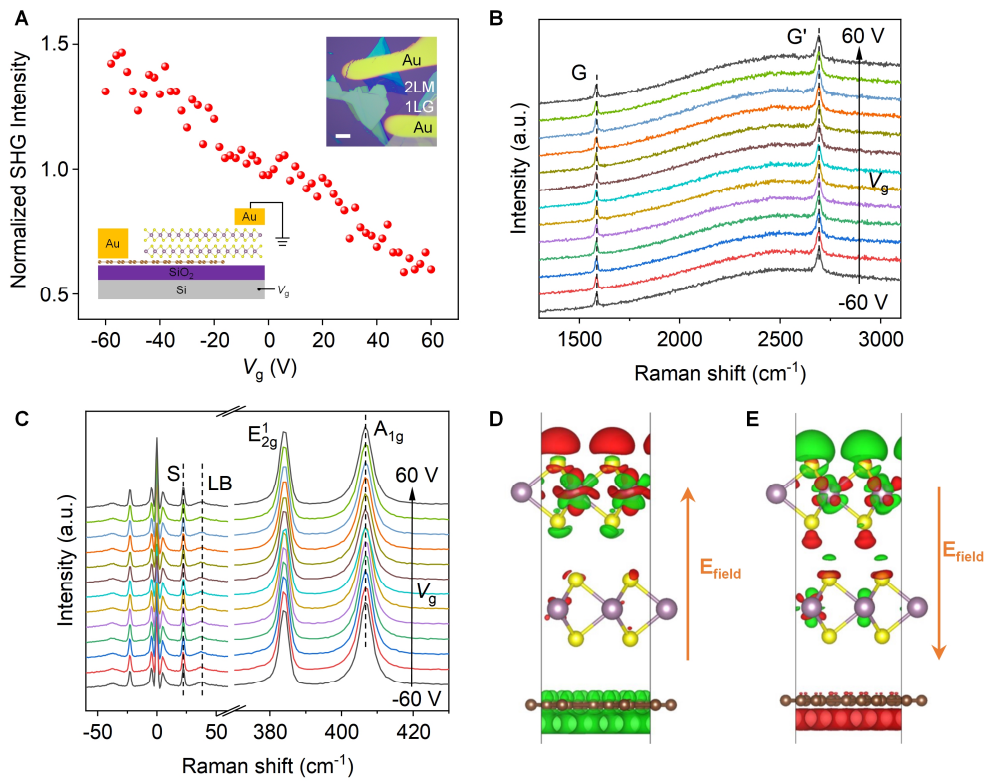 A
Normalized SHG Intensity
1.5
1.0
0.5
-60
-40
-20
0
20
40
60
Vg (V)
Au
2LM
1LG
Au
Au
Au
SiO2
Si
Vg
B
Intensity (a.u.)
G
G'
60 V
Vg
-60 V
1500
2000
2500
3000
Raman shift (cm-1)
C
Intensity (a.u.)
S
LB
E12g
A1g
60 V
Vg
-60 V
-50
0
50
380
400
420
Raman shift (cm-1)
D
Efield
E
Efield